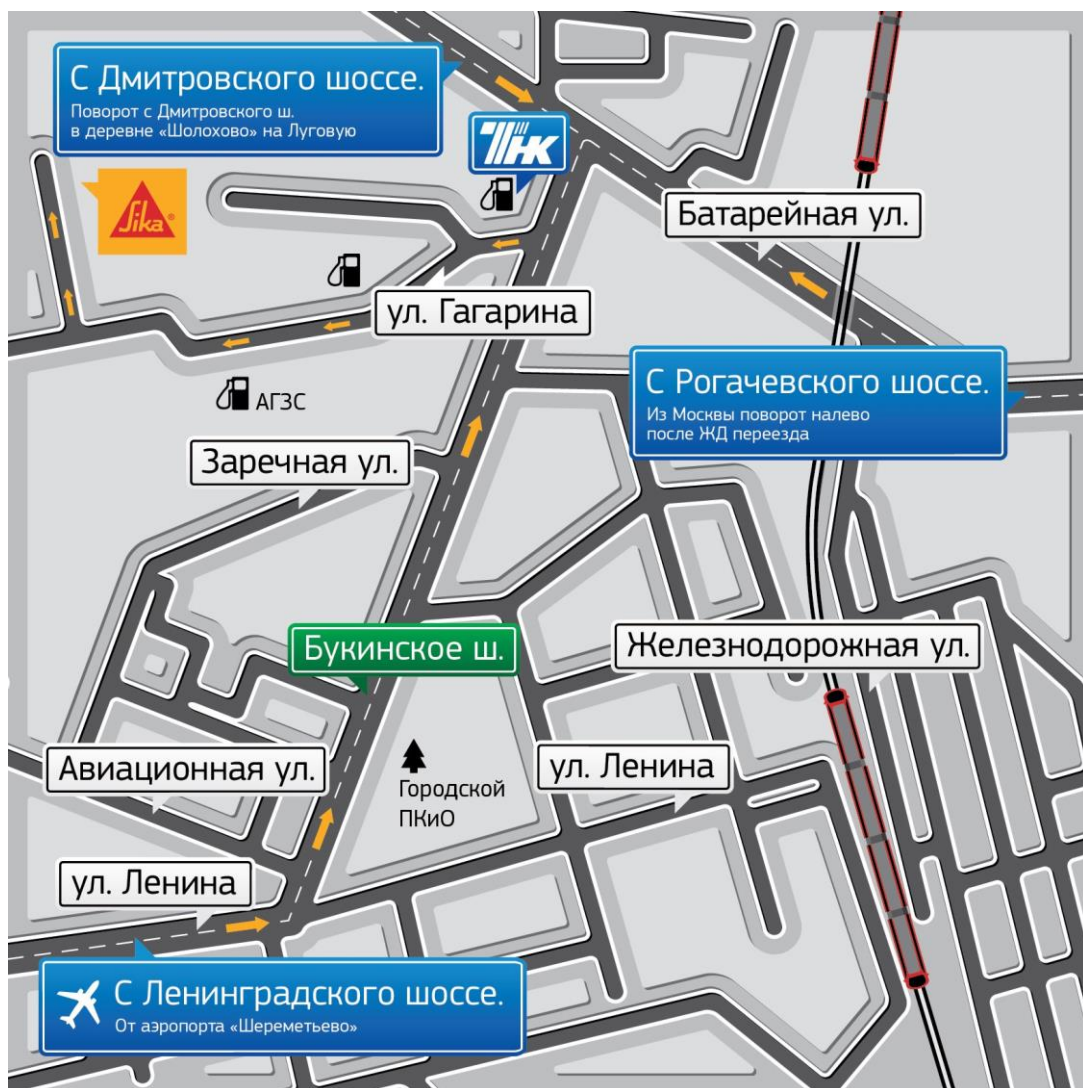 С Дмитровского шоссе.
Поворот с Дмитровского ш.
в деревне «Шолохово» на Луговую
ТНК
Sika®
Батарейная ул.
ул. Гагарина
С Рогачевского шоссе.
Из Москвы поворот налево
после ЖД переезда
АГЗС
Заречная ул.
Букинское ш.
Железнодорожная ул.
Авиационная ул.
Городской
ПКиО
ул. Ленина
ул. Ленина
С Ленинградского шоссе.
От аэропорта «Шереметьево»